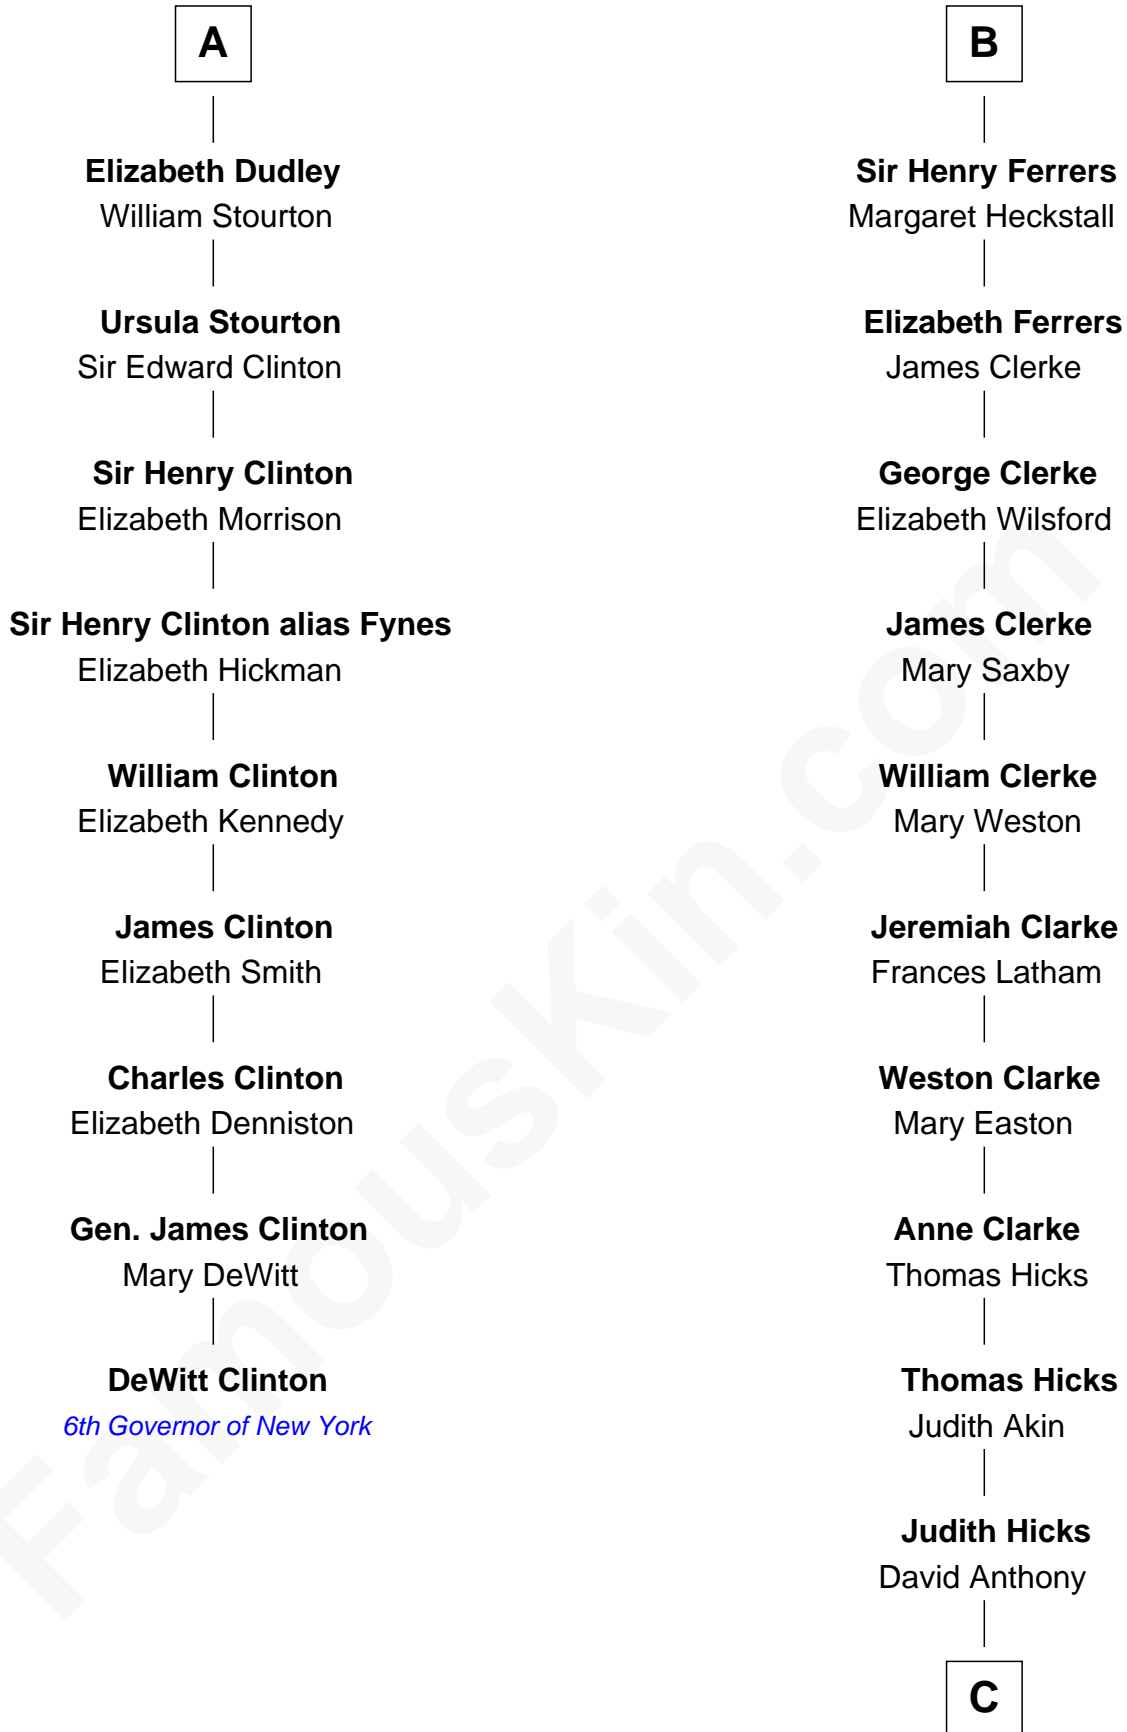 A
Elizabeth Dudley
William Stourton
Ursula Stourton
Sir Edward Clinton
Sir Henry Clinton
Elizabeth Morrison
Sir Henry Clinton alias Fynes
Elizabeth Hickman
William Clinton
Elizabeth Kennedy
James Clinton
Elizabeth Smith
Charles Clinton
Elizabeth Denniston
Gen. James Clinton
Mary DeWitt
DeWitt Clinton
6th Governor of New York
B
Sir Henry Ferrers
Margaret Heckstall
Elizabeth Ferrers
James Clerke
George Clerke
Elizabeth Wilsford
James Clerke
Mary Saxby
William Clerke
Mary Weston
Jeremiah Clarke
Frances Latham
Weston Clarke
Mary Easton
Anne Clarke
Thomas Hicks
Thomas Hicks
Judith Akin
Judith Hicks
David Anthony
C
FamousKin.com